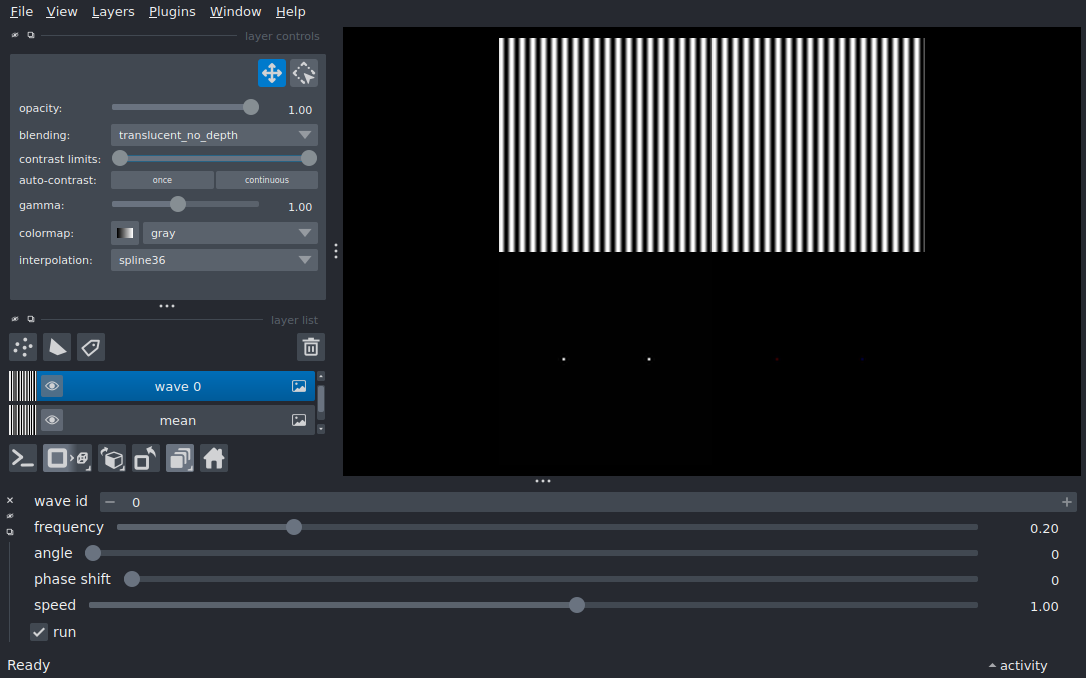 File View Layers Plugins Window Help
layer controls
opacity: 1.00
blending: translucent_no_depth
contrast limits:
auto-contrast: once continuous
gamma: 1.00
colormap: gray
interpolation: spline36
layer list
wave 0
mean
wave id 0
frequency 0.20
angle 0
phase shift 0
speed 1.00
run
Ready activity